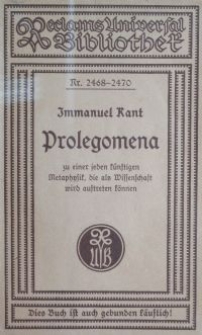 Reclams Universal
Bibliothek
Nr. 2468–2470
Immanuel Kant
Prolegomena
zu einer jeden künftigen
Metaphysik, die als Wissenschaft
wird auftreten können
R
UB
Dies Buch ist auch gebunden käuflich!